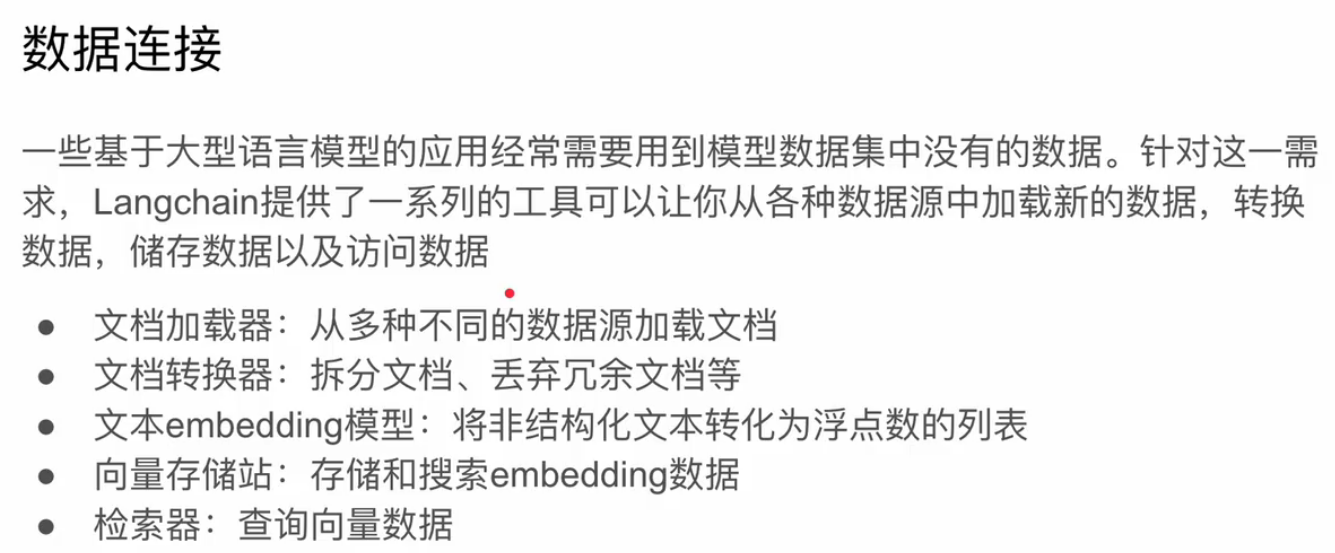 数据连接
一些基于大型语言模型的应用经常需要用到模型数据集中没有的数据。针对这一需
求，Langchain提供了一系列的工具可以让你从各种数据源中加载新的数据，转换
数据，储存数据以及访问数据
● 文档加载器：从多种不同的数据源加载文档
● 文档转换器：拆分文档、丢弃冗余文档等
● 文本embedding模型：将非结构化文本转化为浮点数的列表
● 向量存储站：存储和搜索embedding数据
● 检索器：查询向量数据